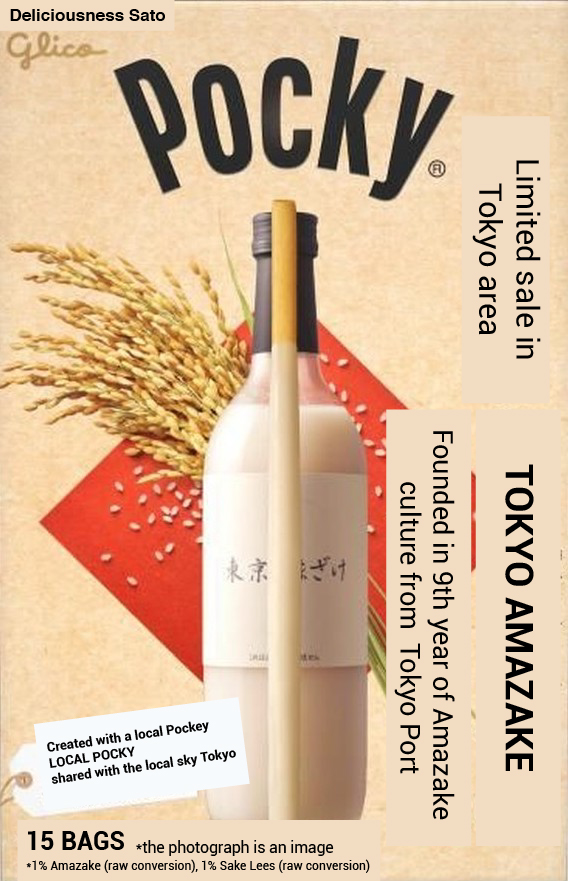 Deliciousness Sato
Glico
Pocky®
Limited sale in
Tokyo area
TOKYO AMAZAKE
Founded in 9th year of Amazake
culture from Tokyo Port
東京 まざけ
Created with a local Pockey
LOCAL POCKY
shared with the local sky Tokyo
15 BAGS *the photograph is an image
*1% Amazake (raw conversion), 1% Sake Lees (raw conversion)